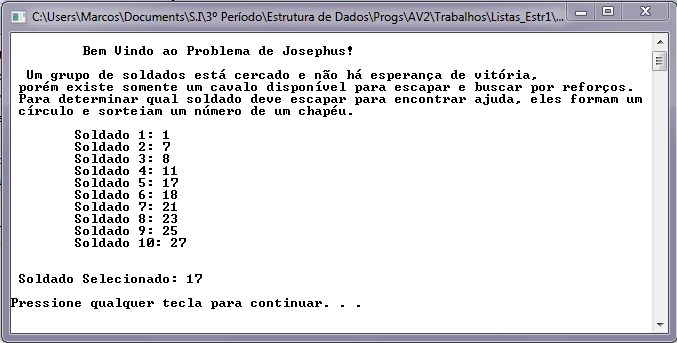 C:\Users\Marcos\Documents\S.I\3º Período\Estrutura de Dados\Progs\AV2\Trabalhos\Listas_Estr1\...
Bem Vindo ao Problema de Josephus!
Um grupo de soldados está cercado e não há esperança de vitória,
porém existe somente um cavalo disponível para escapar e buscar por reforços.
Para determinar qual soldado deve escapar para encontrar ajuda, eles formam um
círculo e sorteiam um número de um chapéu.
Soldado 1: 1
Soldado 2: 7
Soldado 3: 8
Soldado 4: 11
Soldado 5: 17
Soldado 6: 18
Soldado 7: 21
Soldado 8: 23
Soldado 9: 25
Soldado 10: 27
Soldado Selecionado: 17
Pressione qualquer tecla para continuar. . .